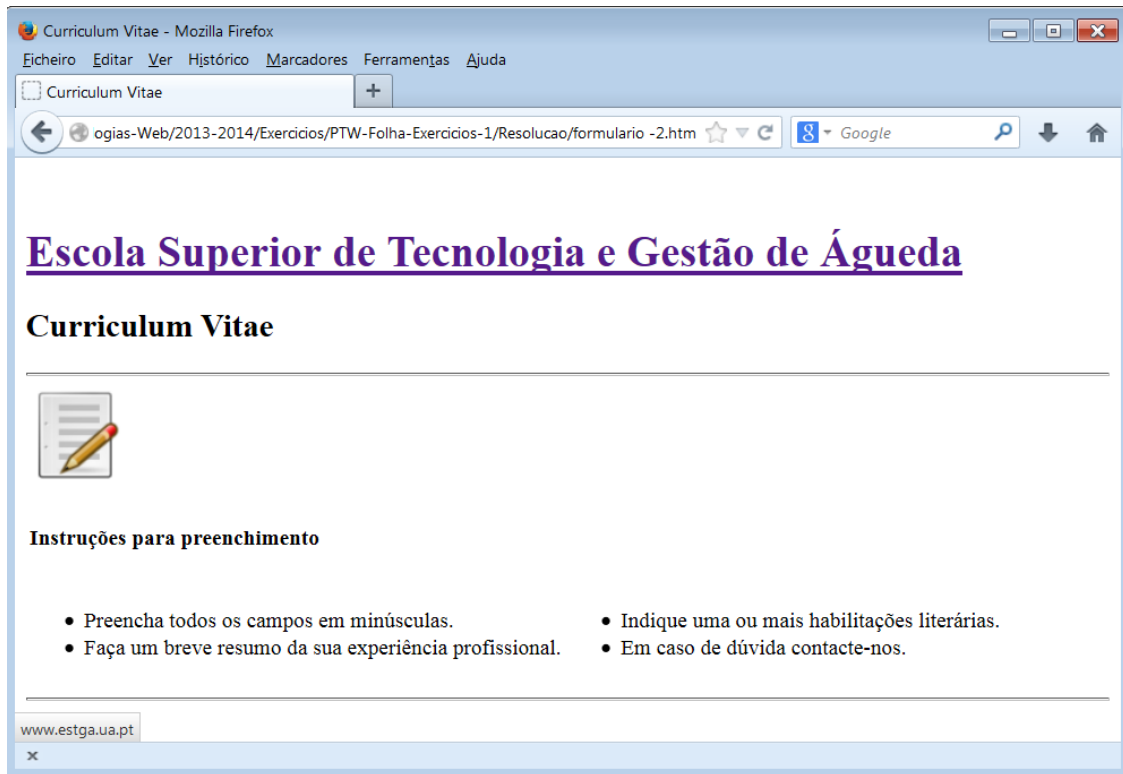 Curriculum Vitae - Mozilla Firefox
Ficheiro Editar Ver Histórico Marcadores Ferramentas Ajuda
Curriculum Vitae +
ogias-Web/2013-2014/Exercicios/PTW-Folha-Exercicios-1/Resolucao/formulario -2.htm 8 Google
Escola Superior de Tecnologia e Gestão de Águeda
Curriculum Vitae
Instruções para preenchimento
• Preencha todos os campos em minúsculas. • Indique uma ou mais habilitações literárias.
• Faça um breve resumo da sua experiência profissional. • Em caso de dúvida contacte-nos.
www.estga.ua.pt